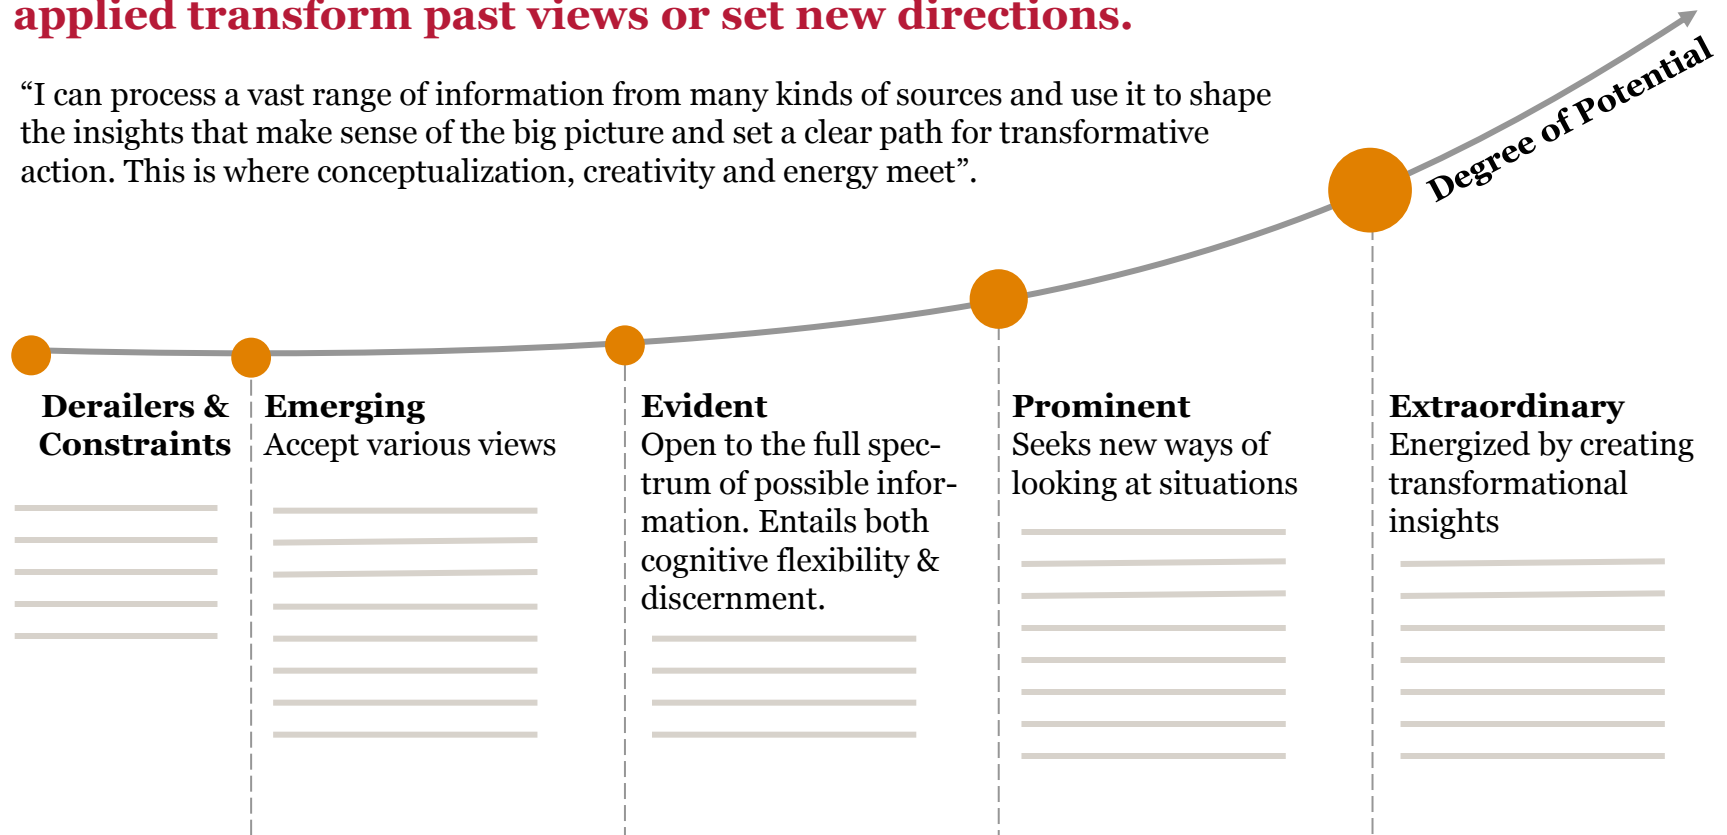 applied transform past views or set new directions.
“I can process a vast range of information from many kinds of sources and use it to shape
the insights that make sense of the big picture and set a clear path for transformative
action. This is where conceptualization, creativity and energy meet”.
Degree of Potential
Derailers &
Constraints
Emerging
Accept various views
Evident
Open to the full spec-
trum of possible infor-
mation. Entails both
cognitive flexibility &
discernment.
Prominent
Seeks new ways of
looking at situations
Extraordinary
Energized by creating
transformational
insights